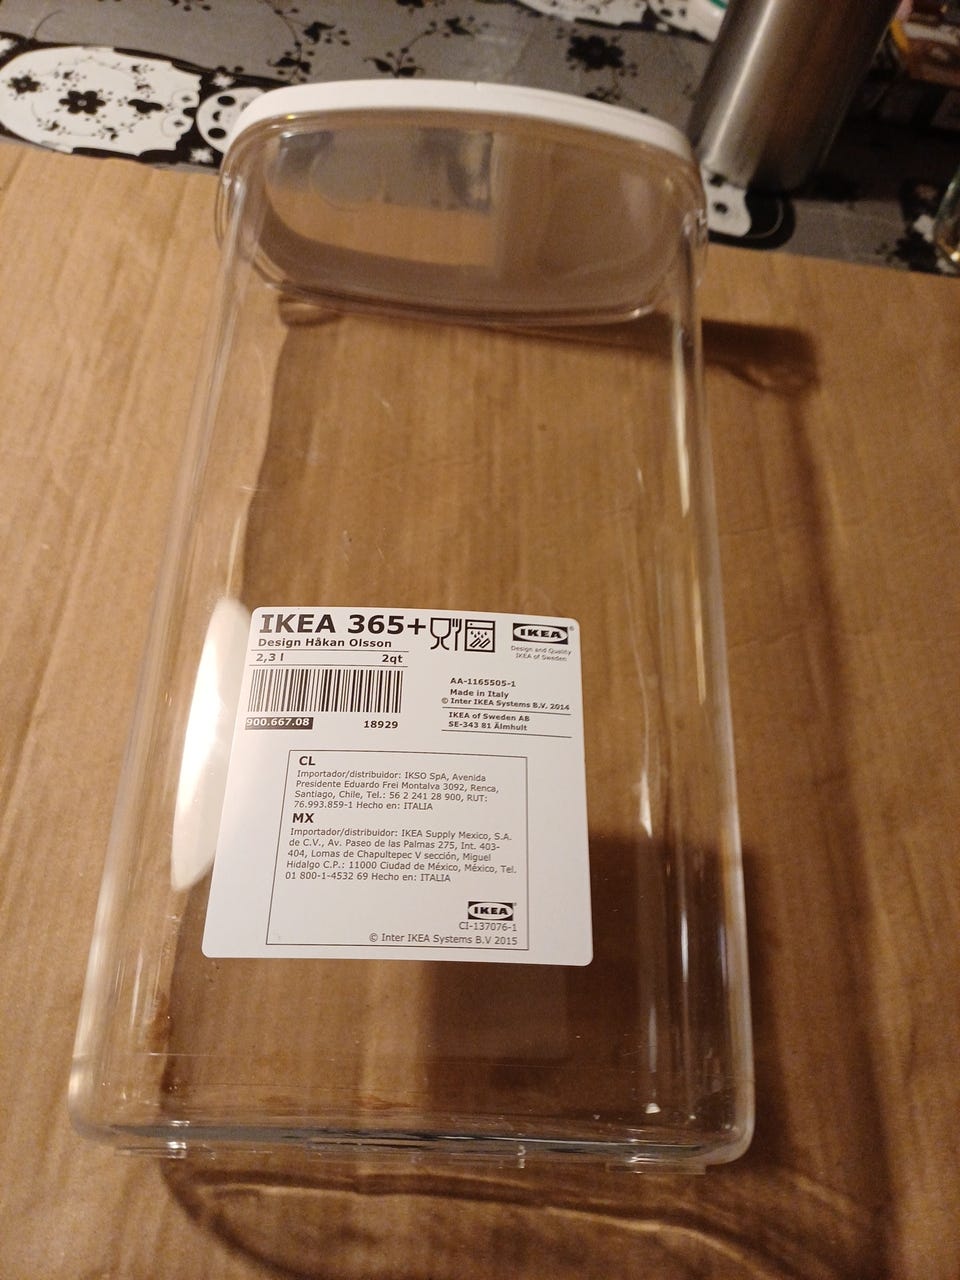 IKEA 365+
Design Håkan Olsson
2,3 l 2qt
900.667.08 18929
IKEA®
Design and Quality
IKEA of Sweden
AA-1165505-1
Made in Italy
© Inter IKEA Systems B.V. 2014
IKEA of Sweden AB
SE-343 81 Älmhult
CL
Importador/distribuidor: IKSO SpA, Avenida
Presidente Eduardo Frei Montalva 3092, Renca,
Santiago, Chile, Tel.: 56 2 241 28 900, RUT:
76.993.859-1 Hecho en: ITALIA
MX
Importador/distribuidor: IKEA Supply Mexico, S.A.
de C.V., Av. Paseo de las Palmas 275, Int. 403-
404, Lomas de Chapultepec V sección, Miguel
Hidalgo C.P.: 11000 Ciudad de México, México, Tel.
01 800-1-4532 69 Hecho en: ITALIA
IKEA
CI-137076-1
© Inter IKEA Systems B.V 2015